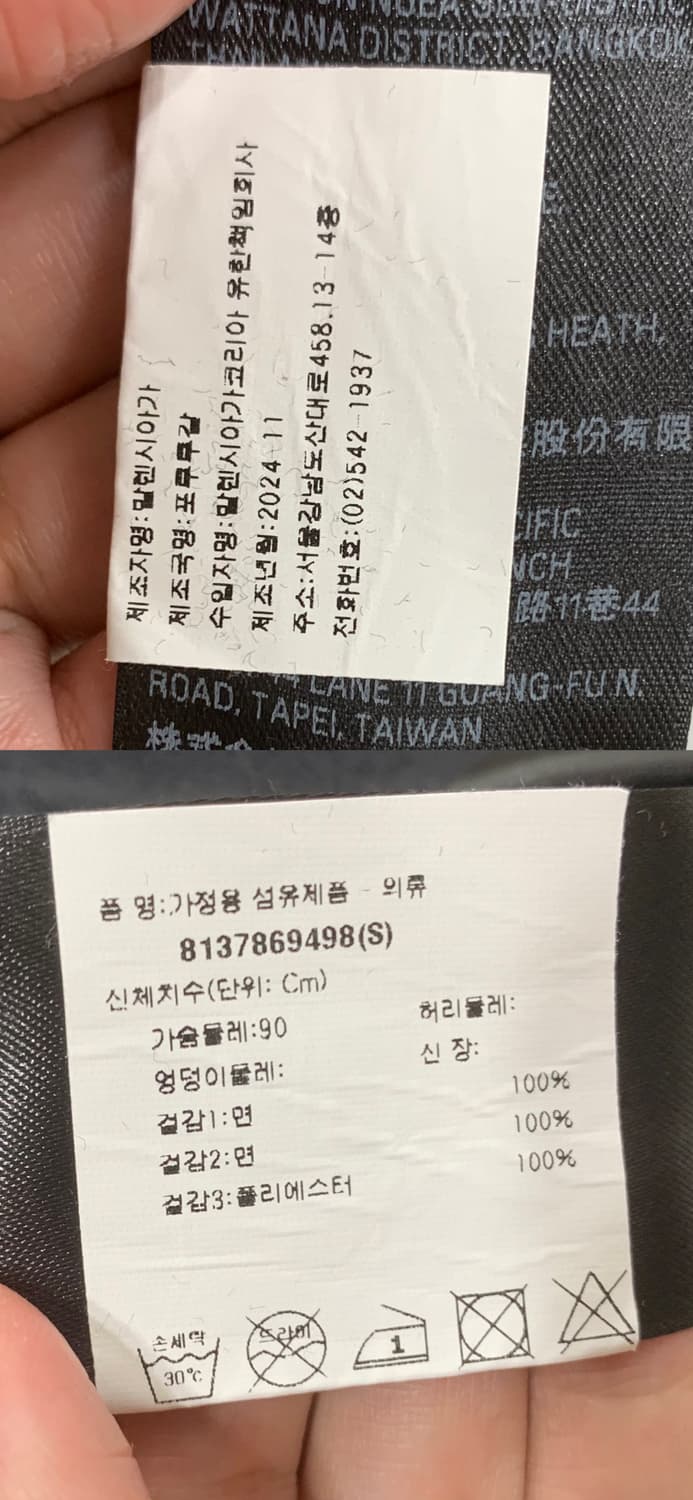 WATTANA DISTRICT, BANGKOK
HEATH,
股份有限
CIFIC
NCH
路11巷44
LANE 11 GUANG-FU N.
ROAD, TAPEI, TAIWAN
제조자명:발렌시아가
제조국명:포루투갈
수입자명:발렌시아가코리아 유한책임회사
제조년월:2024-11
주소:서울강남도산대로458.13-14층
전화번호:(02)542-1937
품 명:가정용 섬유제품 - 의류
8137869498(S)
신체치수(단위: Cm)
가슴둘레:90
허리둘레:
엉덩이둘레:
신 장:
겉감1:면 100%
겉감2:면 100%
겉감3:폴리에스터 100%
손세탁
30°c
드라이
1